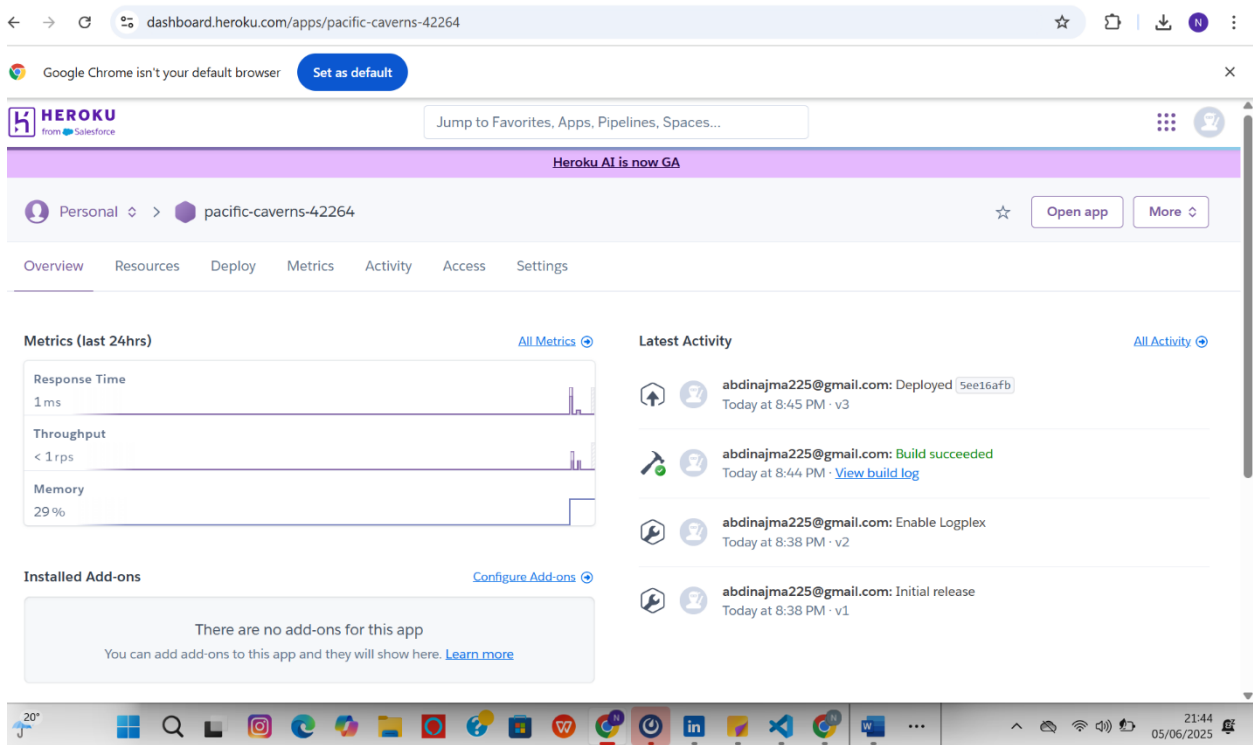 dashboard.heroku.com/apps/pacific-caverns-42264
N
Google Chrome isn't your default browser Set as default
HEROKU
from Salesforce
Jump to Favorites, Apps, Pipelines, Spaces...
Heroku AI is now GA
Personal > pacific-caverns-42264 Open app More
Overview Resources Deploy Metrics Activity Access Settings
Metrics (last 24hrs) All Metrics
Response Time
1 ms
Throughput
< 1 rps
Memory
29 %
Installed Add-ons Configure Add-ons
There are no add-ons for this app
You can add add-ons to this app and they will show here. Learn more
Latest Activity All Activity
abdinajma225@gmail.com: Deployed 5ee16afb
Today at 8:45 PM · v3
abdinajma225@gmail.com: Build succeeded
Today at 8:44 PM · View build log
abdinajma225@gmail.com: Enable Logplex
Today at 8:38 PM · v2
abdinajma225@gmail.com: Initial release
Today at 8:38 PM · v1
20°
21:44
05/06/2025